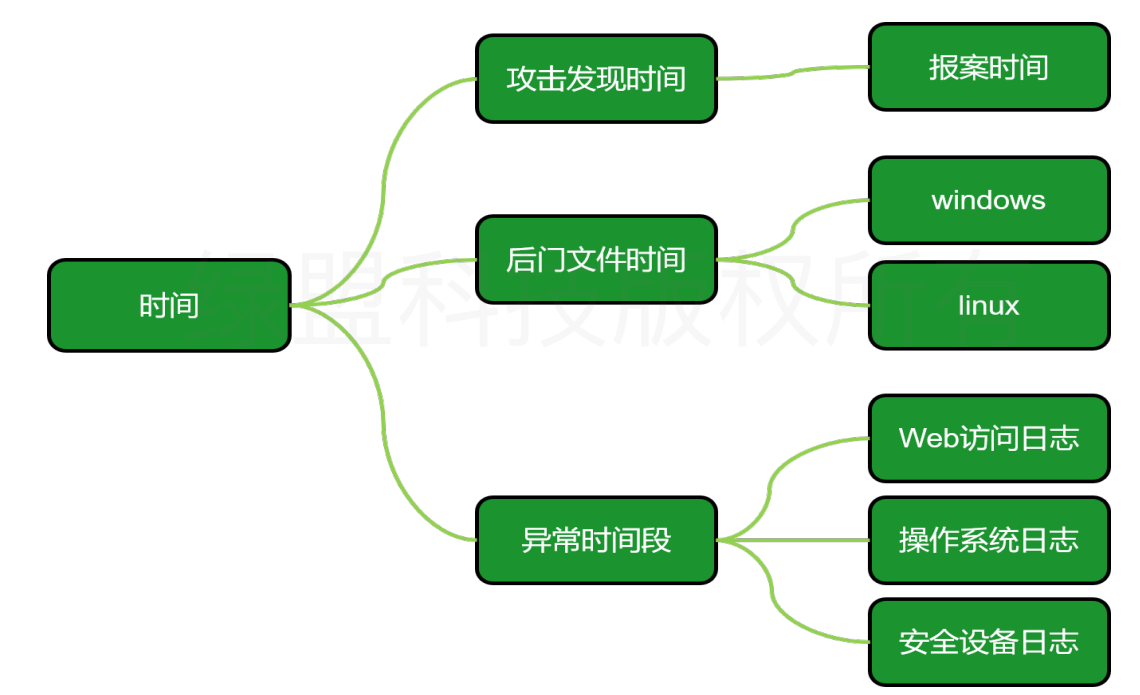 时间
攻击发现时间
报案时间
后门文件时间
windows
linux
异常时间段
Web访问日志
操作系统日志
安全设备日志
绿盟科技版权所有